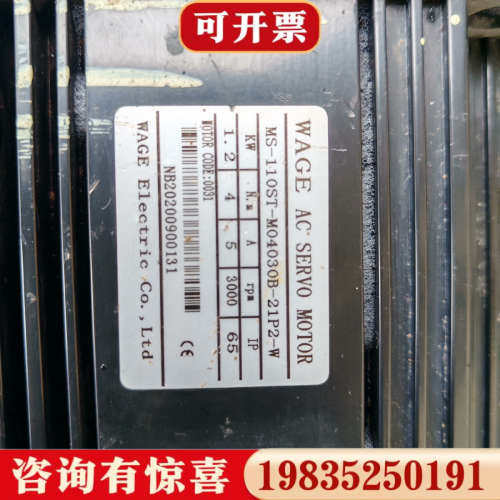 可开票
WAGE AC SERVO MOTOR
MS-110ST-M04030B-21P2-W
KW N.m A rpm IP
1.2 4 5 3000 65
MOTOR CODE:0031
NB20200900131
WAGE Electric Co.,Ltd
CE
咨询有惊喜 19835250191